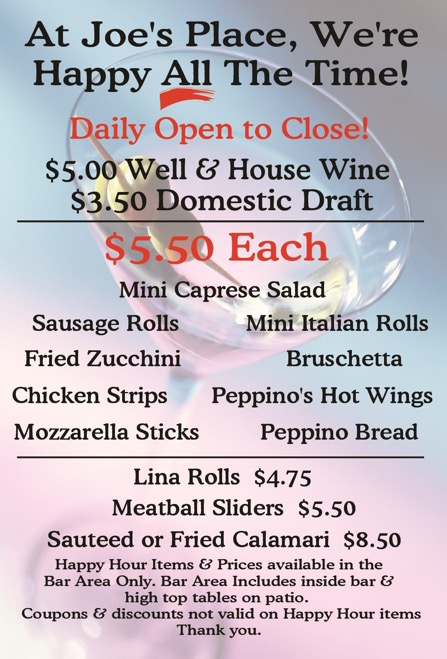 At Joe's Place, We're
Happy All The Time!
Daily Open to Close!
$5.00 Well & House Wine
$3.50 Domestic Draft
$5.50 Each
Mini Caprese Salad
Sausage Rolls Mini Italian Rolls
Fried Zucchini Bruschetta
Chicken Strips Peppino's Hot Wings
Mozzarella Sticks Peppino Bread
Lina Rolls $4.75
Meatball Sliders $5.50
Sauteed or Fried Calamari $8.50
Happy Hour Items & Prices available in the
Bar Area Only. Bar Area Includes inside bar &
high top tables on patio.
Coupons & discounts not valid on Happy Hour items
Thank you.